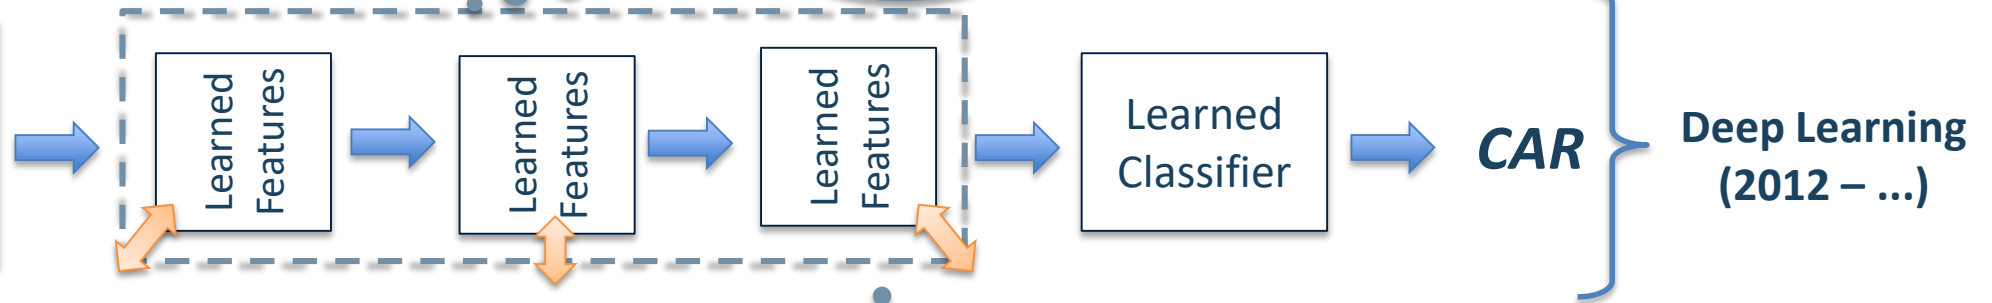 Learned
Features
Learned
Features
Learned
Features
Learned
Classifier
CAR
Deep Learning
(2012 – ...)